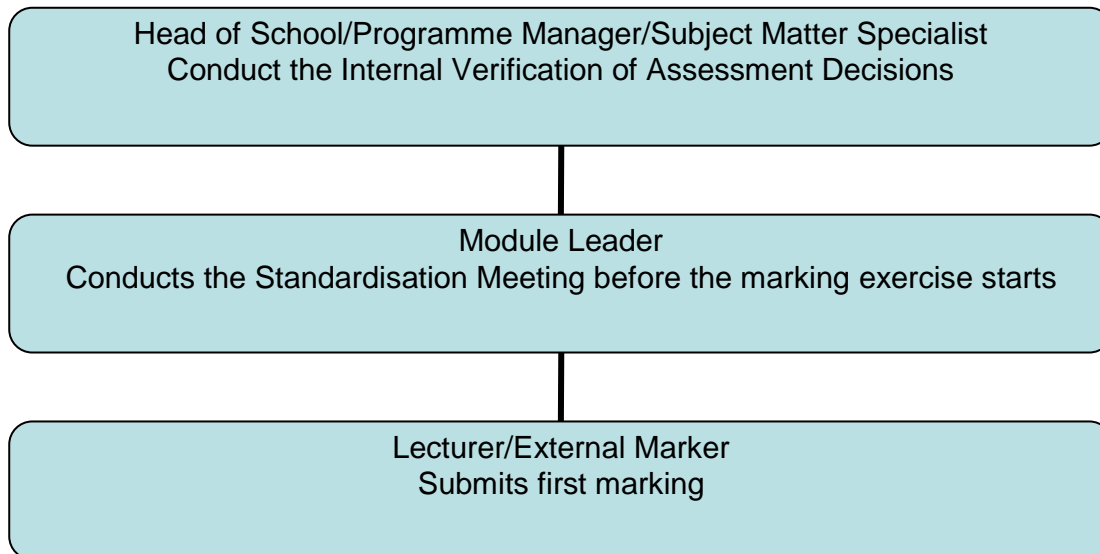 Head of School/Programme Manager/Subject Matter Specialist
Conduct the Internal Verification of Assessment Decisions
Module Leader
Conducts the Standardisation Meeting before the marking exercise starts
Lecturer/External Marker
Submits first marking